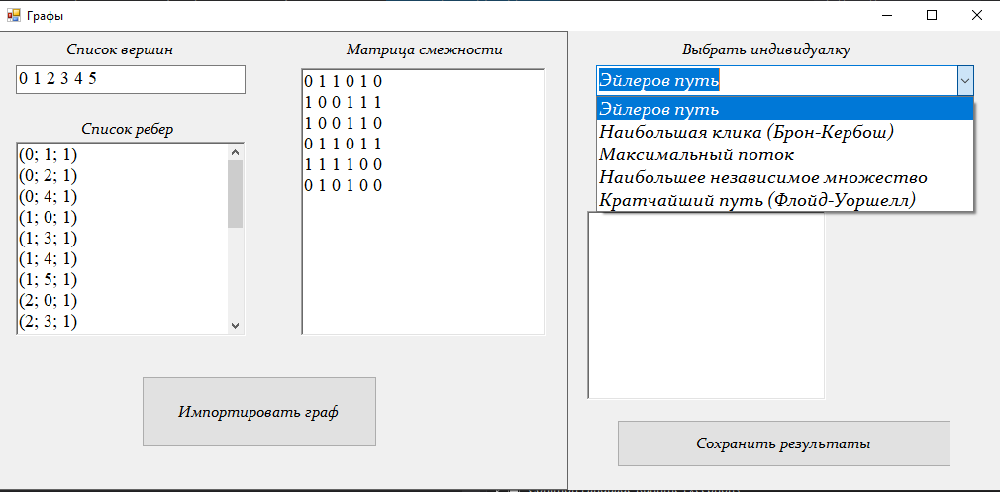 Графы
Список вершин
0 1 2 3 4 5
Список ребер
(0; 1; 1)
(0; 2; 1)
(0; 4; 1)
(1; 0; 1)
(1; 3; 1)
(1; 4; 1)
(1; 5; 1)
(2; 0; 1)
(2; 3; 1)
Матрица смежности
0 1 1 0 1 0
1 0 0 1 1 1
1 0 0 1 1 0
0 1 1 0 1 1
1 1 1 1 0 0
0 1 0 1 0 0
Импортировать граф
Выбрать индивидуалку
Эйлеров путь
Эйлеров путь
Наибольшая клика (Брон-Кербош)
Максимальный поток
Наибольшее независимое множество
Кратчайший путь (Флойд-Уоршелл)
Сохранить результаты